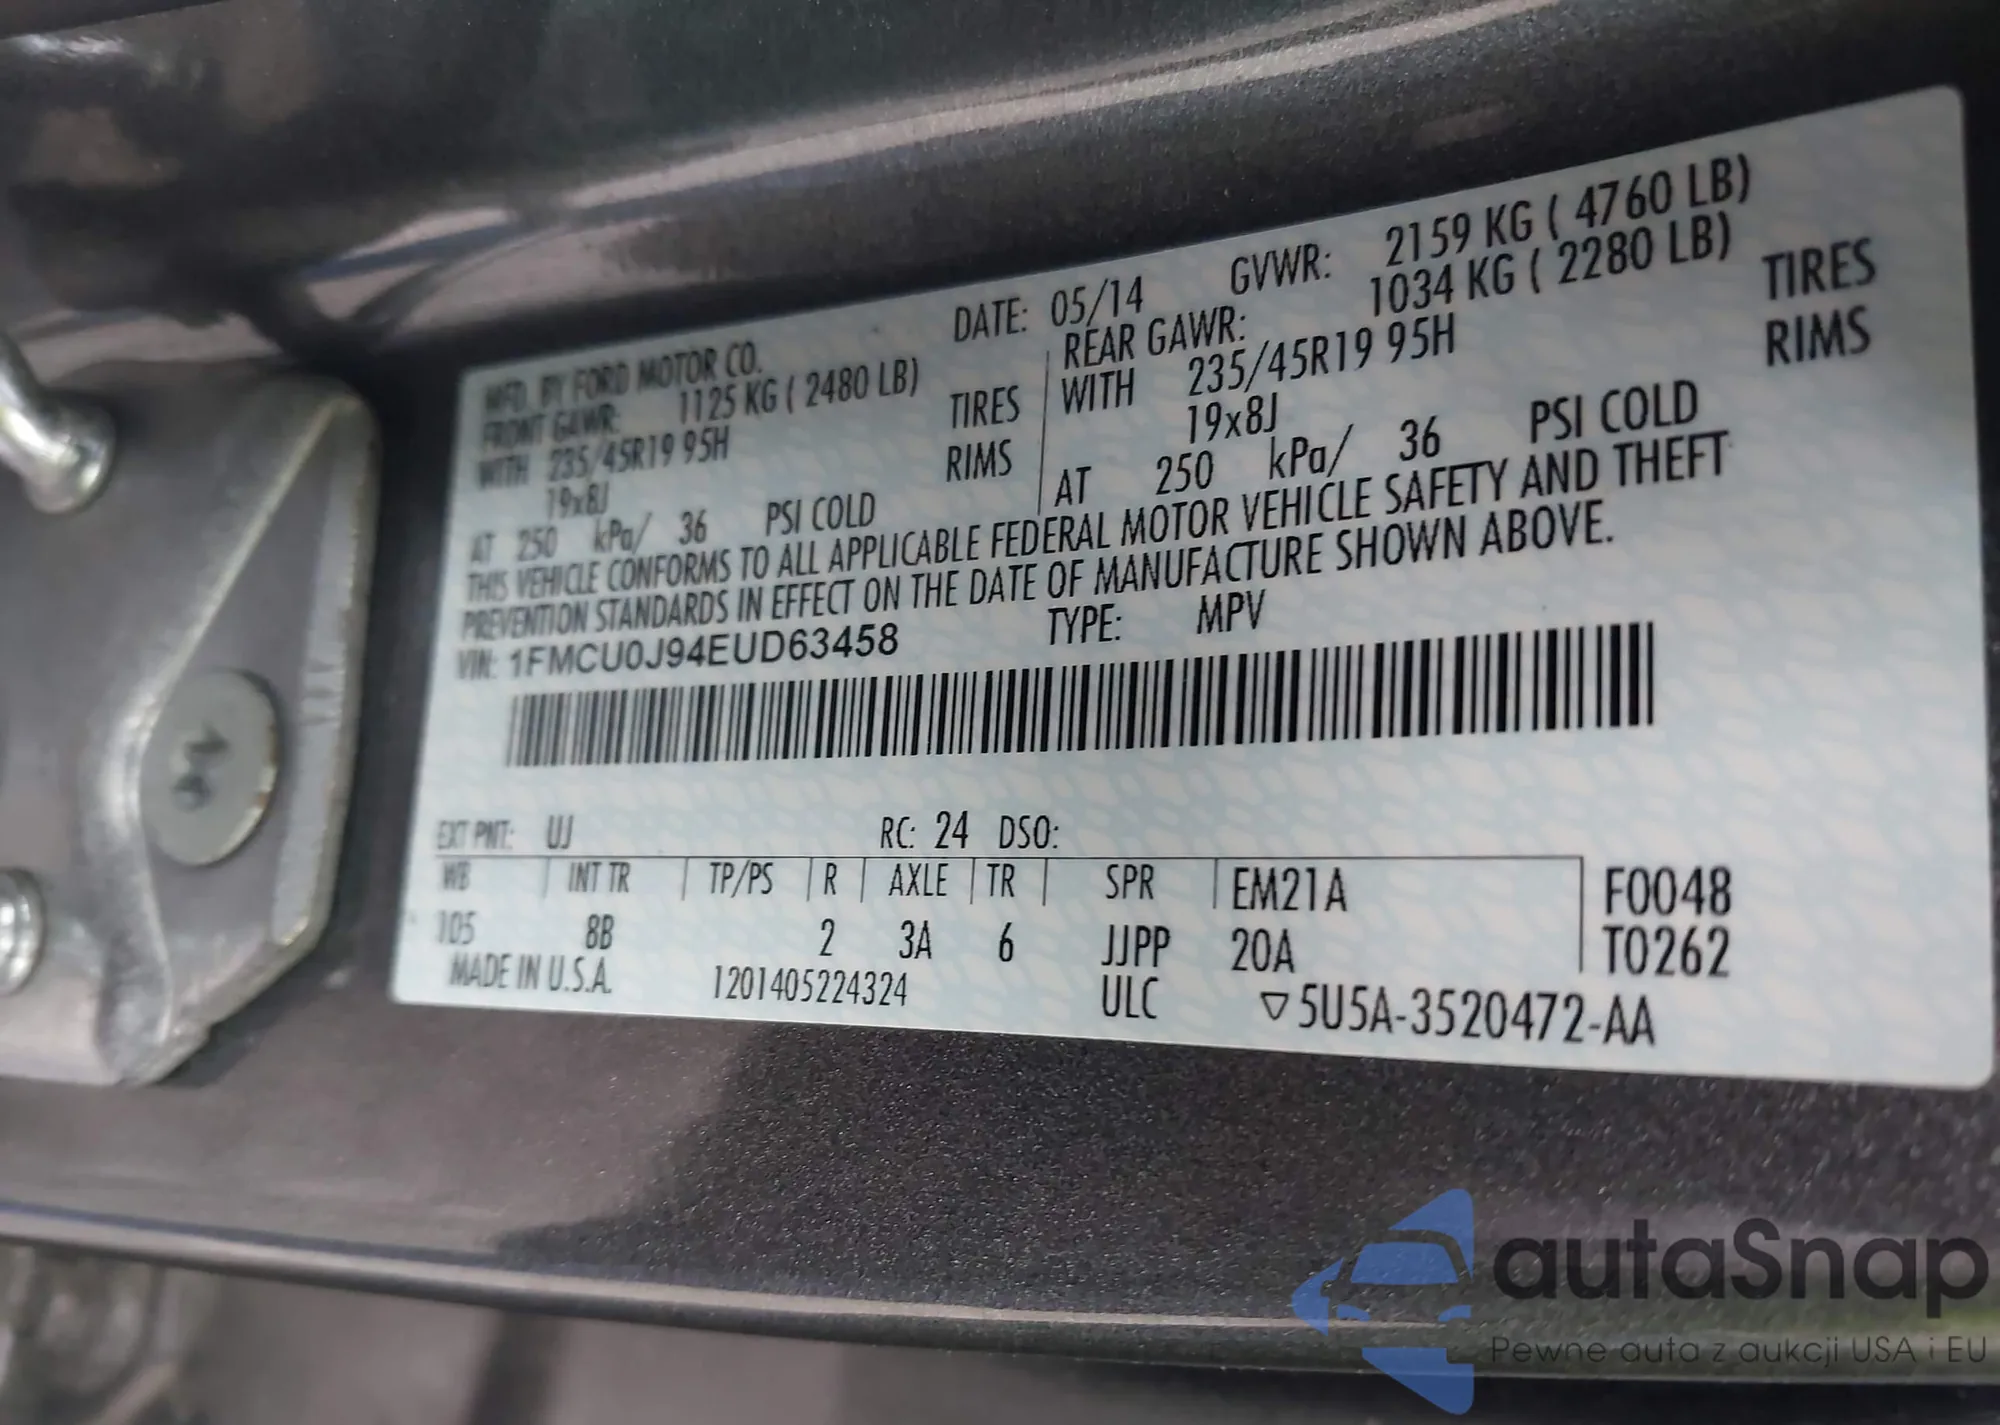 MFD. BY FORD MOTOR CO.
DATE: 05/14
GVWR: 2159 KG ( 4760 LB)
FRONT GAWR: 1125 KG ( 2480 LB)
REAR GAWR: 1034 KG ( 2280 LB)
WITH 235/45R19 95H TIRES
WITH 235/45R19 95H TIRES
19x8J RIMS
19x8J RIMS
AT 250 kPa/ 36 PSI COLD
AT 250 kPa/ 36 PSI COLD
THIS VEHICLE CONFORMS TO ALL APPLICABLE FEDERAL MOTOR VEHICLE SAFETY AND THEFT
PREVENTION STANDARDS IN EFFECT ON THE DATE OF MANUFACTURE SHOWN ABOVE.
VIN: 1FMCU0J94EUD63458 TYPE: MPV
EXT PNT: UJ RC: 24 DSO:
WB INT TR TP/PS R AXLE TR SPR EM21A F0048
105 8B 2 3A 6 JJPP 20A T0262
MADE IN U.S.A. 1201405224324 ULC ▽5U5A-3520472-AA
autaSnap
Pewne auta z aukcji USA i EU